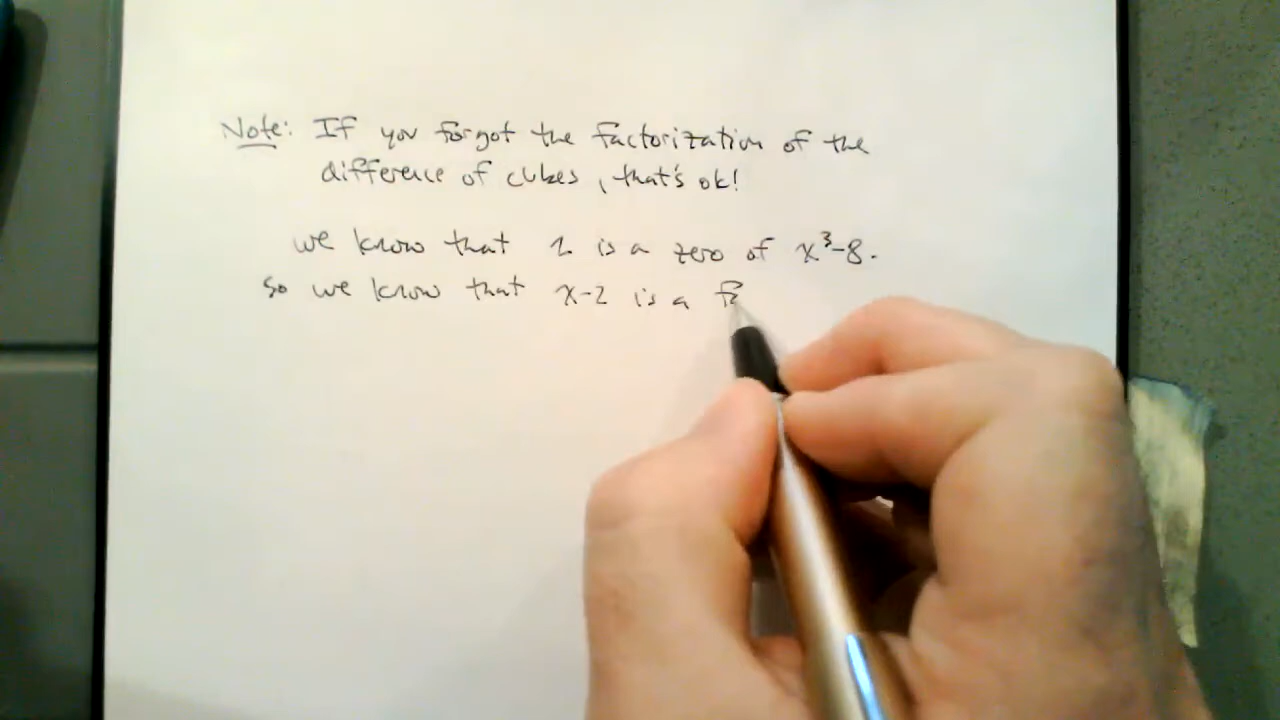 Note: If you forgot the factorization of the
difference of cubes, that's ok!
we know that 2 is a zero of x³-8.
so we know that x-2 is a